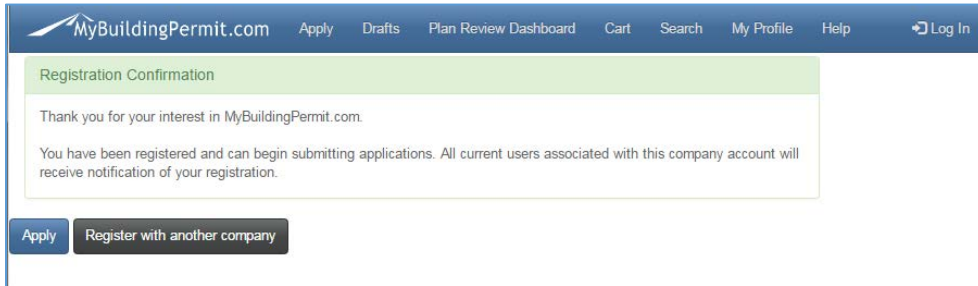 MyBuildingPermit.com Apply Drafts Plan Review Dashboard Cart Search My Profile Help Log In
Registration Confirmation
Thank you for your interest in MyBuildingPermit.com.
You have been registered and can begin submitting applications. All current users associated with this company account will
receive notification of your registration.
Apply Register with another company